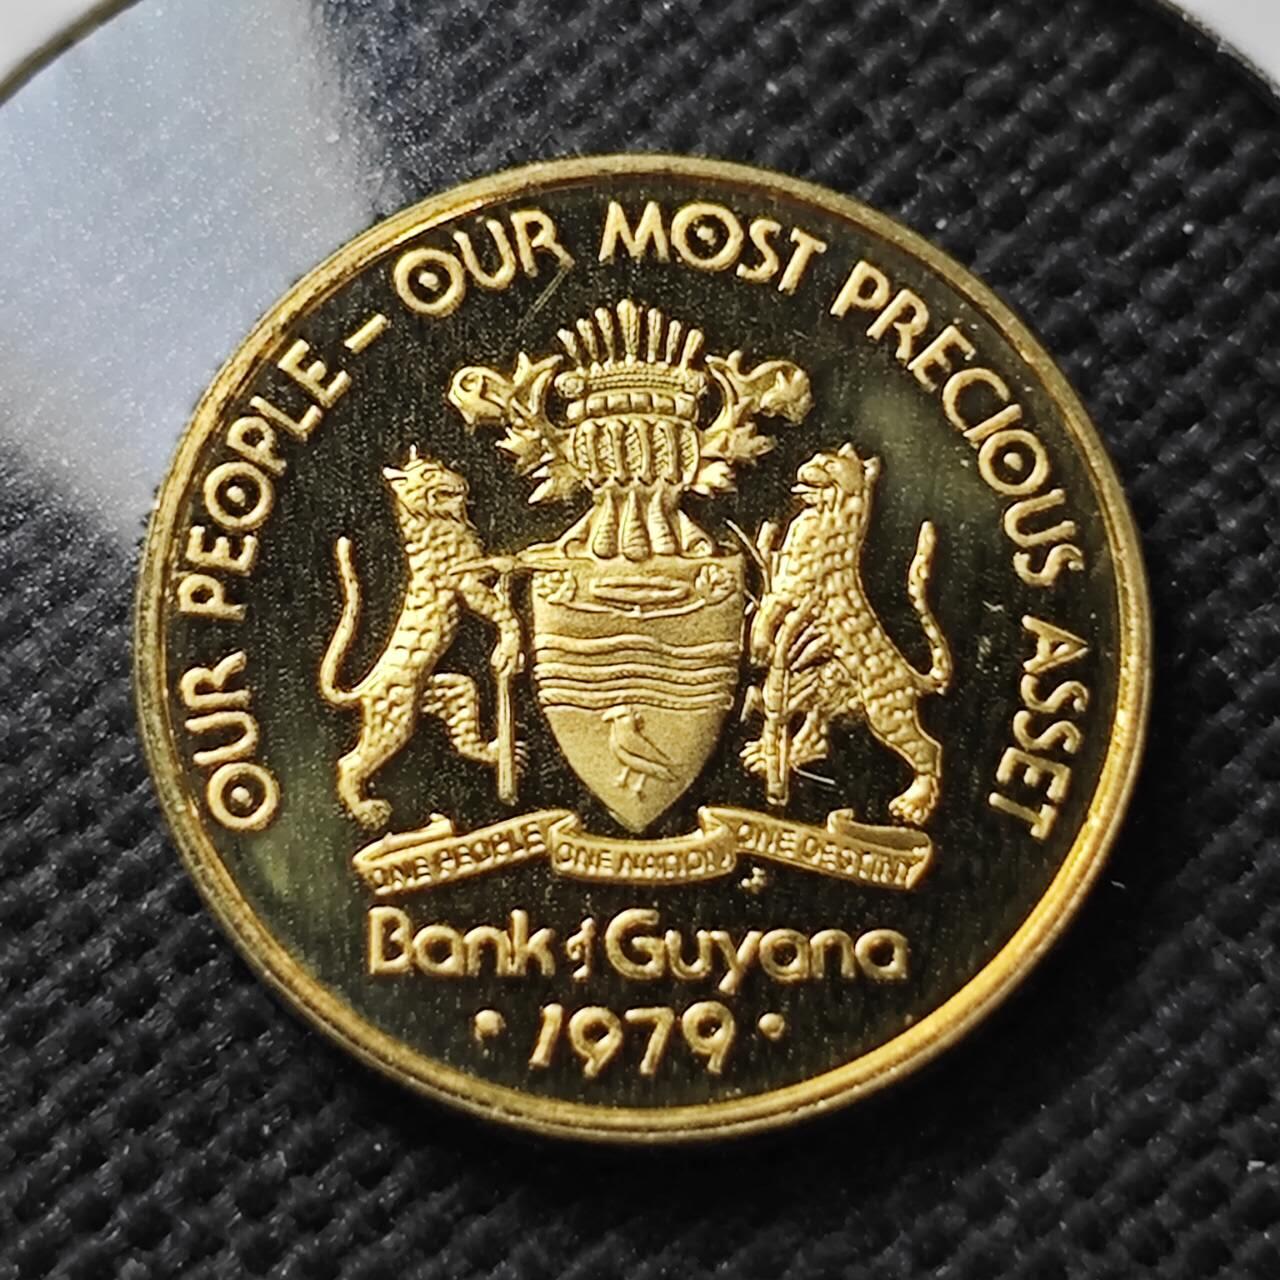 OUR PEOPLE – OUR MOST PRECIOUS ASSET
ONE PEOPLE ONE NATION ONE DESTINY
Bank of Guyana
• 1979 •